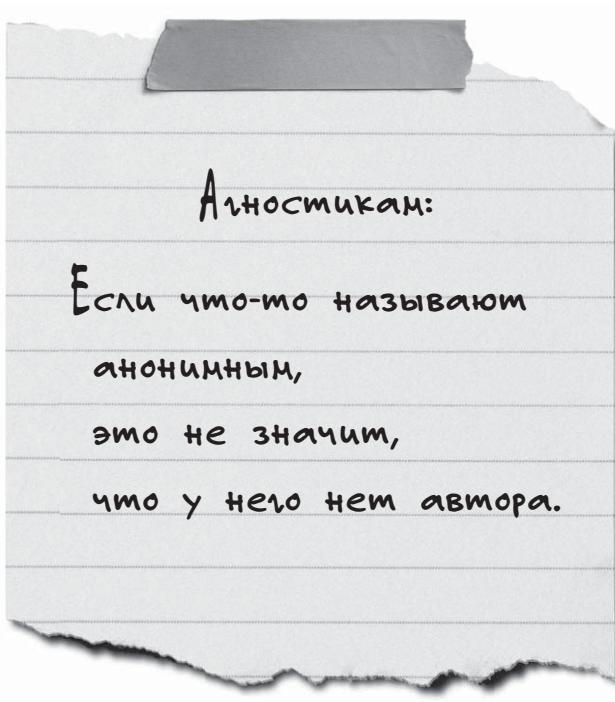 Агностикам:
Если что-то называют
анонимным,
это не значит,
что у него нет автора.